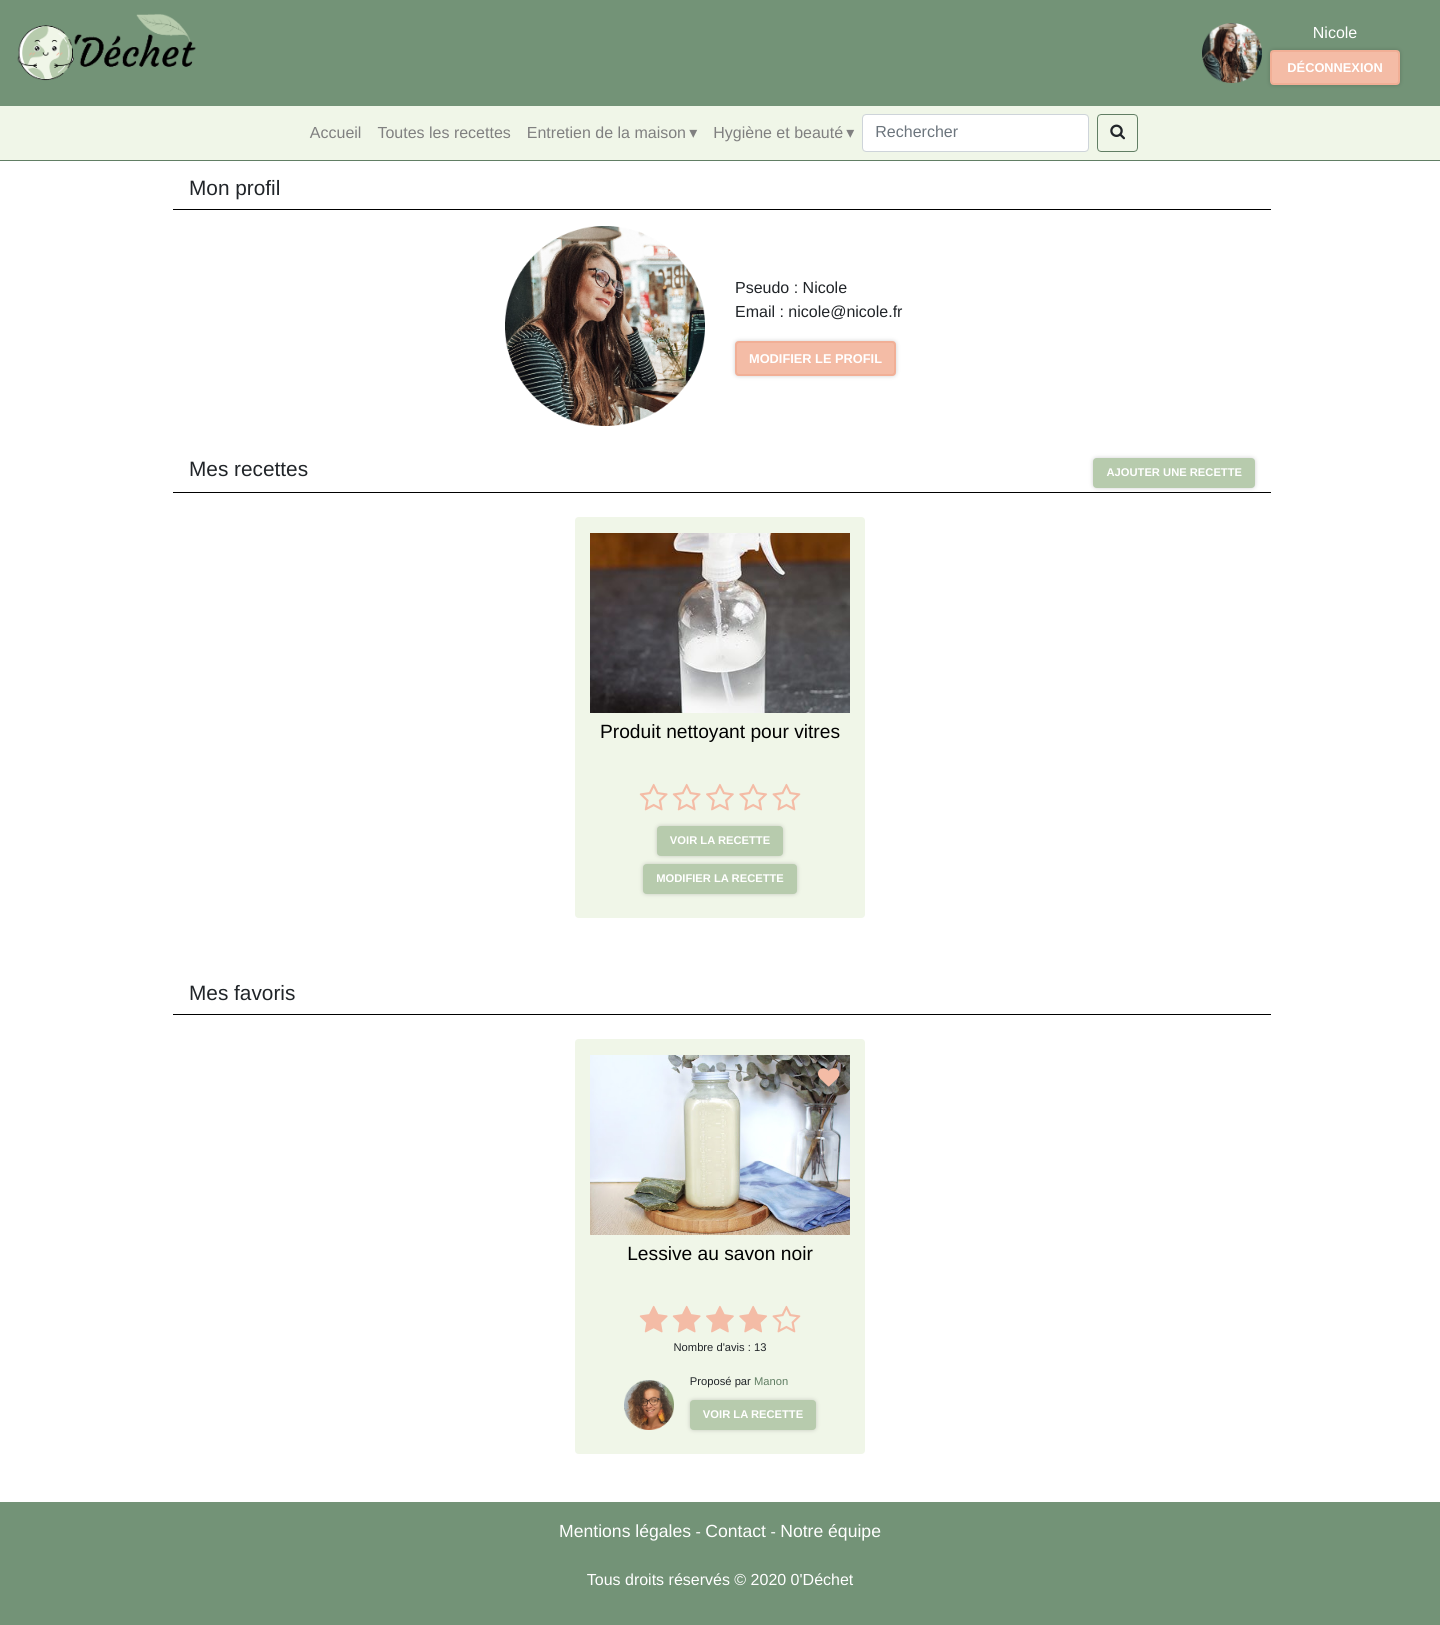 'Déchet
Nicole
DÉCONNEXION
Accueil Toutes les recettes Entretien de la maison ▾ Hygiène et beauté ▾ Rechercher
Mon profil
Pseudo : Nicole
Email : nicole@nicole.fr
MODIFIER LE PROFIL
Mes recettes
AJOUTER UNE RECETTE
Produit nettoyant pour vitres
VOIR LA RECETTE
MODIFIER LA RECETTE
Mes favoris
Lessive au savon noir
Nombre d'avis : 13
Proposé par Manon
VOIR LA RECETTE
Mentions légales - Contact - Notre équipe
Tous droits réservés © 2020 0'Déchet